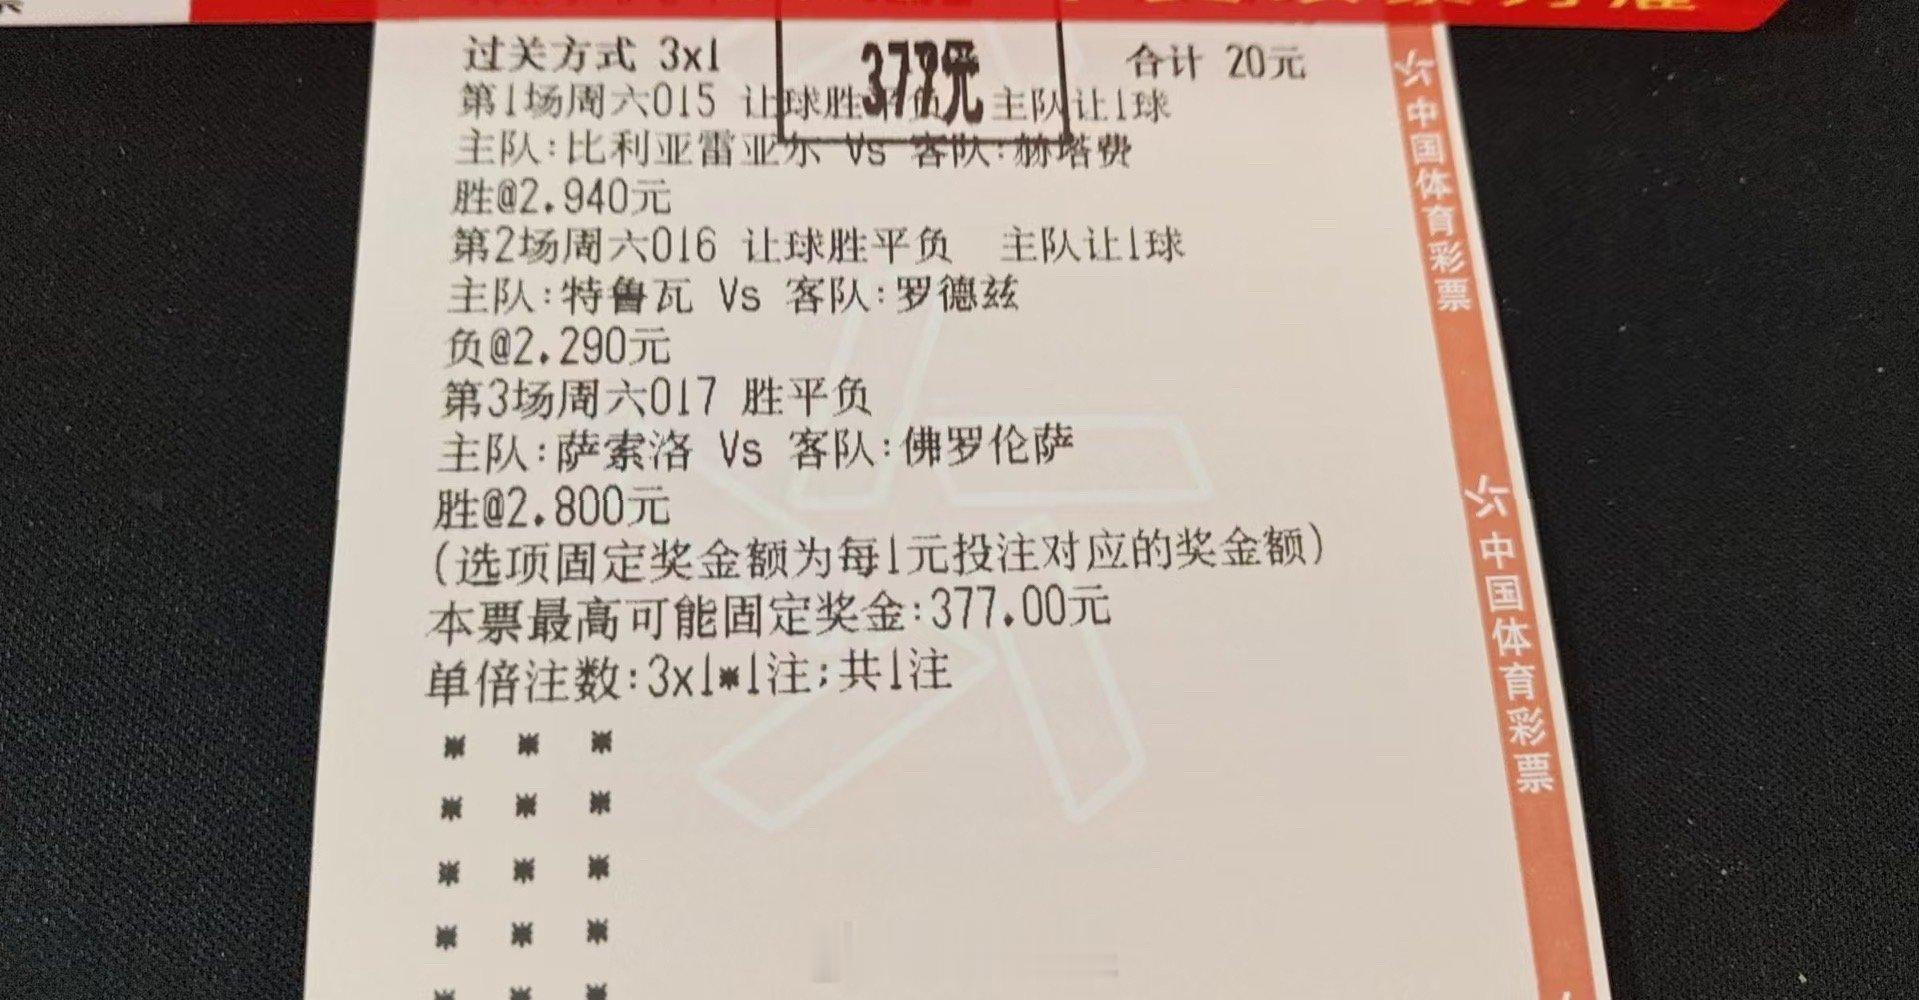 过关方式 3x1 377元 合计 20元
第1场周六015 让球胜平负 主队让1球
主队:比利亚雷亚尔 Vs 客队:赫塔费
胜@2.940元
第2场周六016 让球胜平负 主队让1球
主队:特鲁瓦 Vs 客队:罗德兹
负@2.290元
第3场周六017 胜平负
主队:萨索洛 Vs 客队:佛罗伦萨
胜@2.800元
(选项固定奖金额为每1元投注对应的奖金额)
本票最高可能固定奖金:377.00元
单倍注数:3x1*1注;共1注
* * *
* * *
* * *
* * *
* * *
中国体育彩票
中国体育彩票